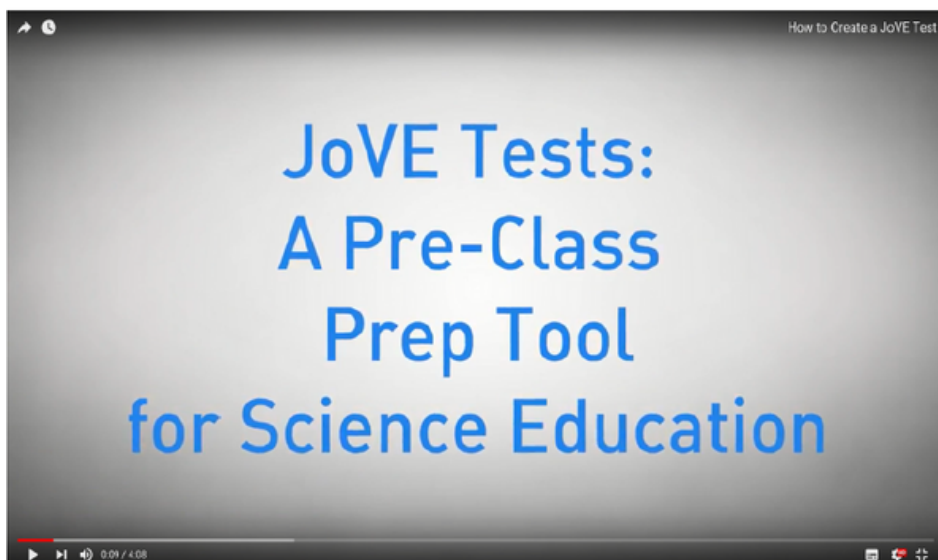 How to Create a JoVE Test
JoVE Tests:
A Pre-Class
Prep Tool
for Science Education
0:09 / 4:08